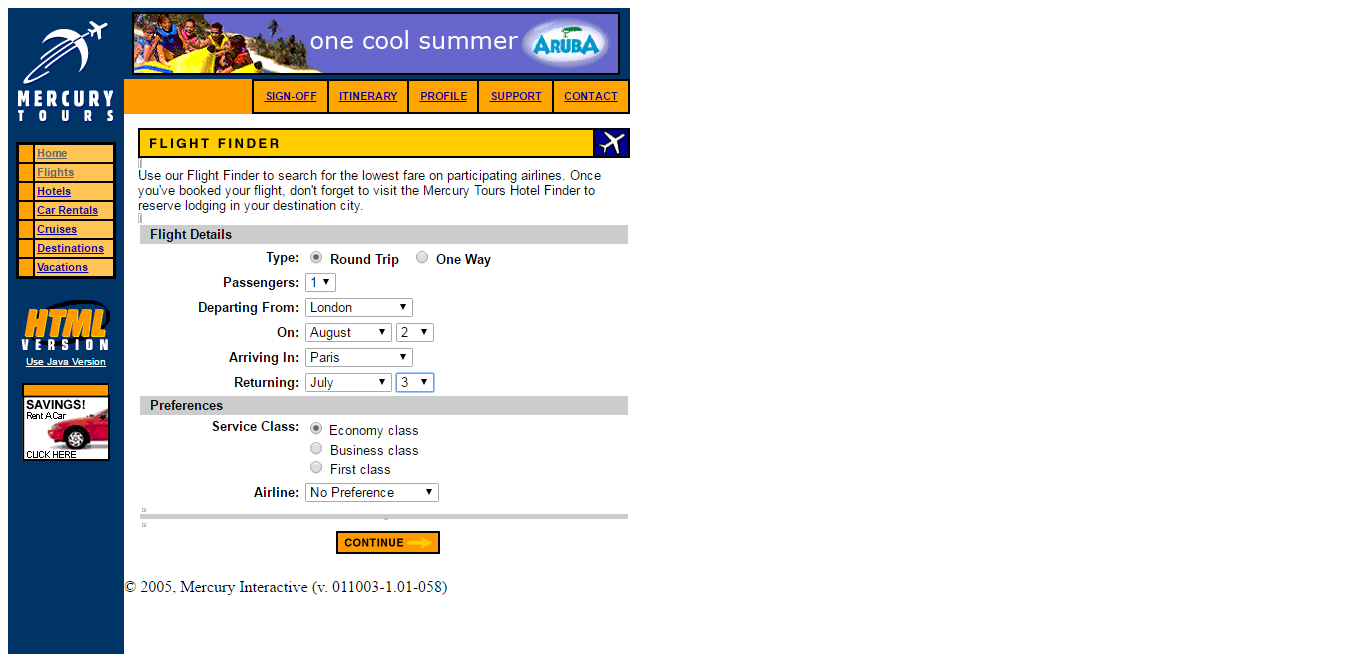 one cool summer
ARUBA
MERCURY
TOURS
SIGN-OFF ITINERARY PROFILE SUPPORT CONTACT
Home
Flights
Hotels
Car Rentals
Cruises
Destinations
Vacations
HTML
VERSION
Use Java Version
SAVINGS!
Rent A Car
CLICK HERE
FLIGHT FINDER
Use our Flight Finder to search for the lowest fare on participating airlines. Once
you've booked your flight, don't forget to visit the Mercury Tours Hotel Finder to
reserve lodging in your destination city.
Flight Details
Type: Round Trip One Way
Passengers: 1
Departing From: London
On: August 2
Arriving In: Paris
Returning: July 3
Preferences
Service Class: Economy class
Business class
First class
Airline: No Preference
CONTINUE
© 2005, Mercury Interactive (v. 011003-1.01-058)